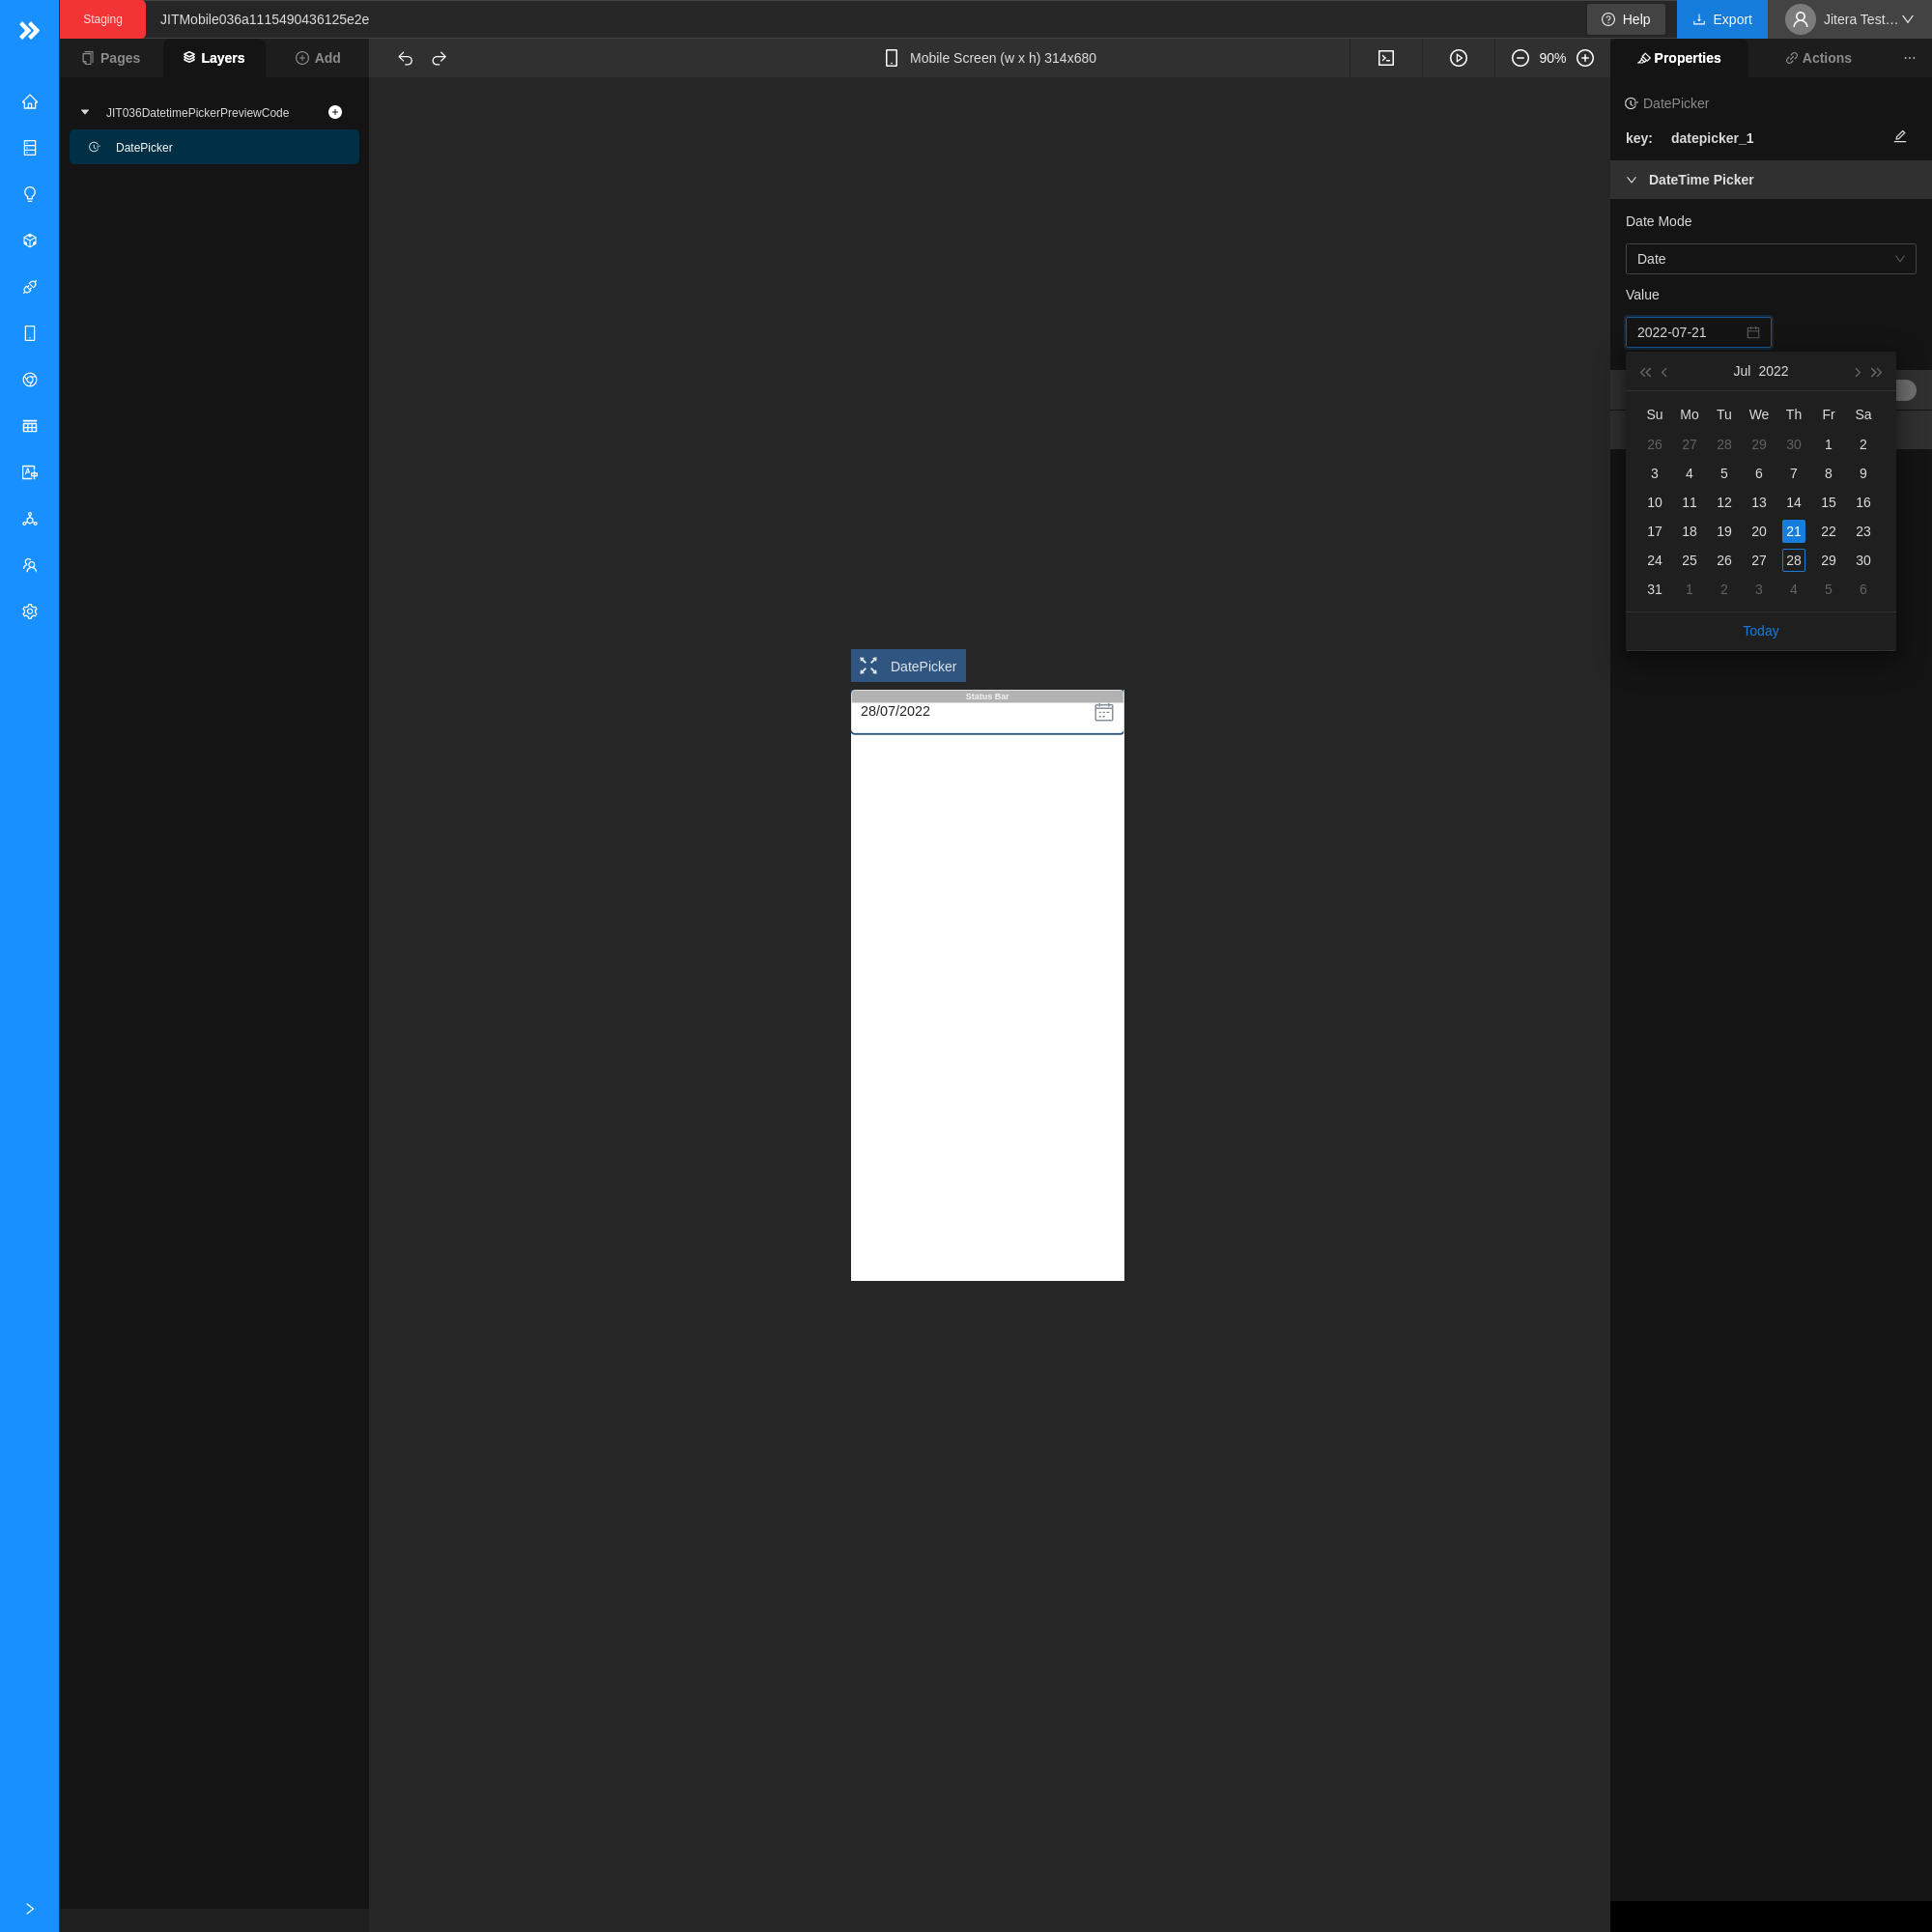 Staging
JITMobile036a1115490436125e2e
Help
Export
Jitera Test…
Pages
Layers
Add
Mobile Screen (w x h) 314x680
90%
Properties
Actions
JIT036DatetimePickerPreviewCode
DatePicker
DatePicker
key: datepicker_1
DateTime Picker
Date Mode
Date
Value
2022-07-21
Jul 2022
Su Mo Tu We Th Fr Sa
26 27 28 29 30 1 2
3 4 5 6 7 8 9
10 11 12 13 14 15 16
17 18 19 20 21 22 23
24 25 26 27 28 29 30
31 1 2 3 4 5 6
Today
DatePicker
Status Bar
28/07/2022